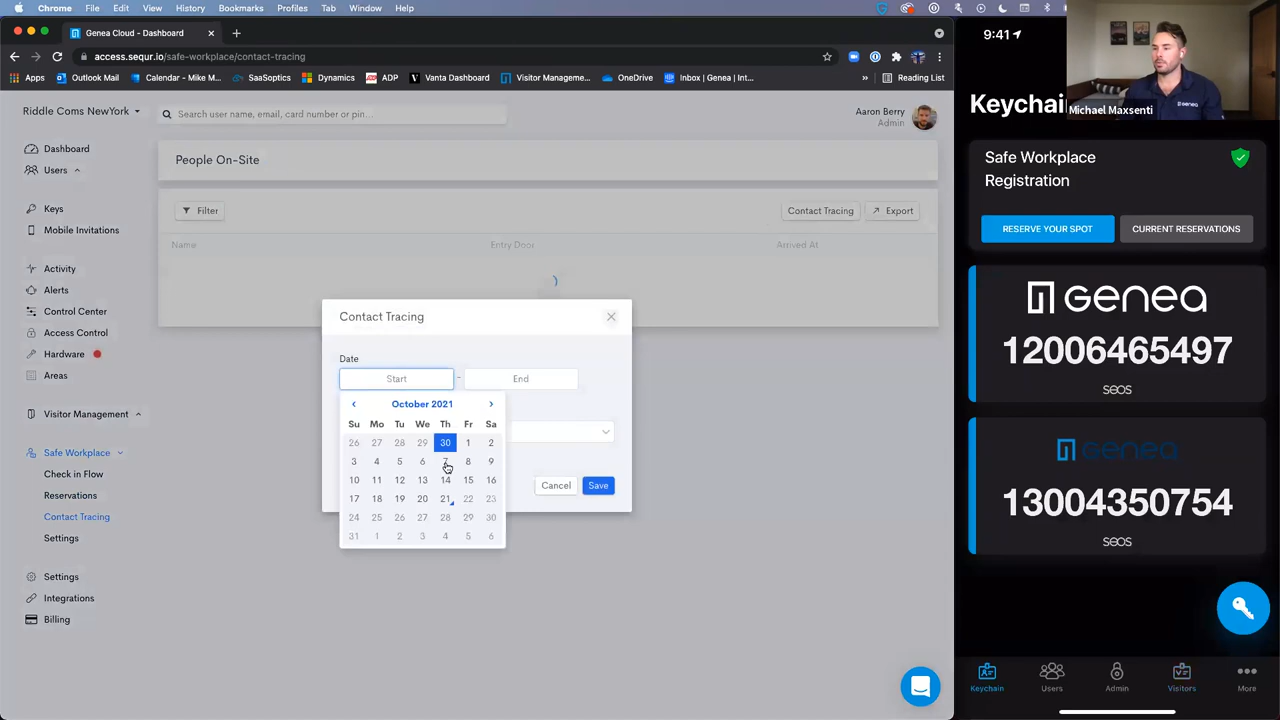 Chrome File Edit View History Bookmarks Profiles Tab Window Help
Genea Cloud - Dashboard
access.sequr.io/safe-workplace/contact-tracing
Apps Outlook Mail Calendar - Mike M... SaaSoptics Dynamics ADP Vanta Dashboard Visitor Manageme... OneDrive Inbox | Genea | Int... » Reading List
Riddle Coms NewYork
Search user name, email, card number or pin...
Aaron Berry
Admin
Dashboard
Users
Keys
Mobile Invitations
Activity
Alerts
Control Center
Access Control
Hardware
Areas
Visitor Management
Safe Workplace
Check in Flow
Reservations
Contact Tracing
Settings
Settings
Integrations
Billing
People On-Site
Filter
Contact Tracing
Export
Name Entry Door Arrived At
Contact Tracing
Date
Start - End
October 2021
Su Mo Tu We Th Fr Sa
26 27 28 29 30 1 2
3 4 5 6 7 8 9
10 11 12 13 14 15 16
17 18 19 20 21 22 23
24 25 26 27 28 29 30
31 1 2 3 4 5 6
Cancel Save
9:41
Keychain
Genea
Michael Maxsenti
Safe Workplace
Registration
RESERVE YOUR SPOT
CURRENT RESERVATIONS
Genea
12006465497
seos
Genea
13004350754
seos
Keychain Users Admin Visitors More